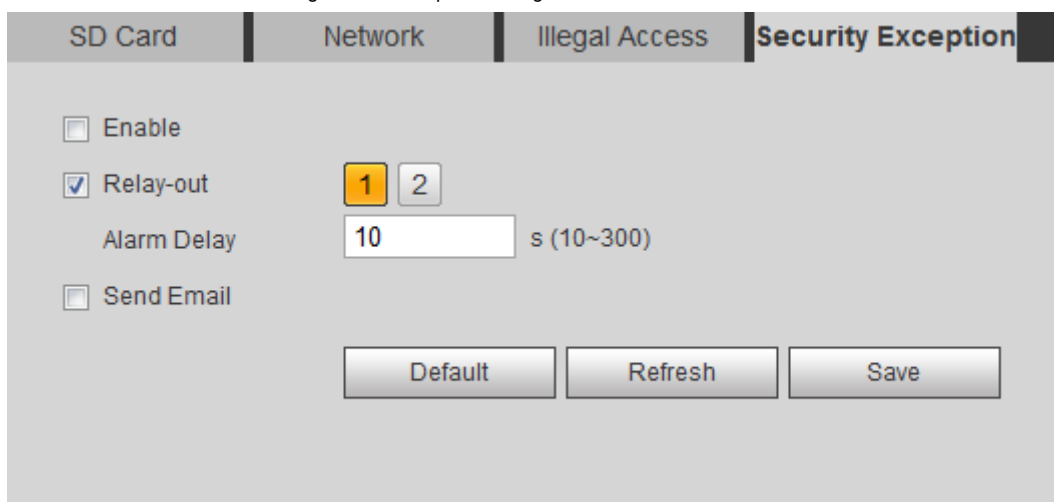 SD Card Network Illegal Access Security Exception
Enable
Relay-out 1 2
Alarm Delay 10 s (10~300)
Send Email
Default Refresh Save